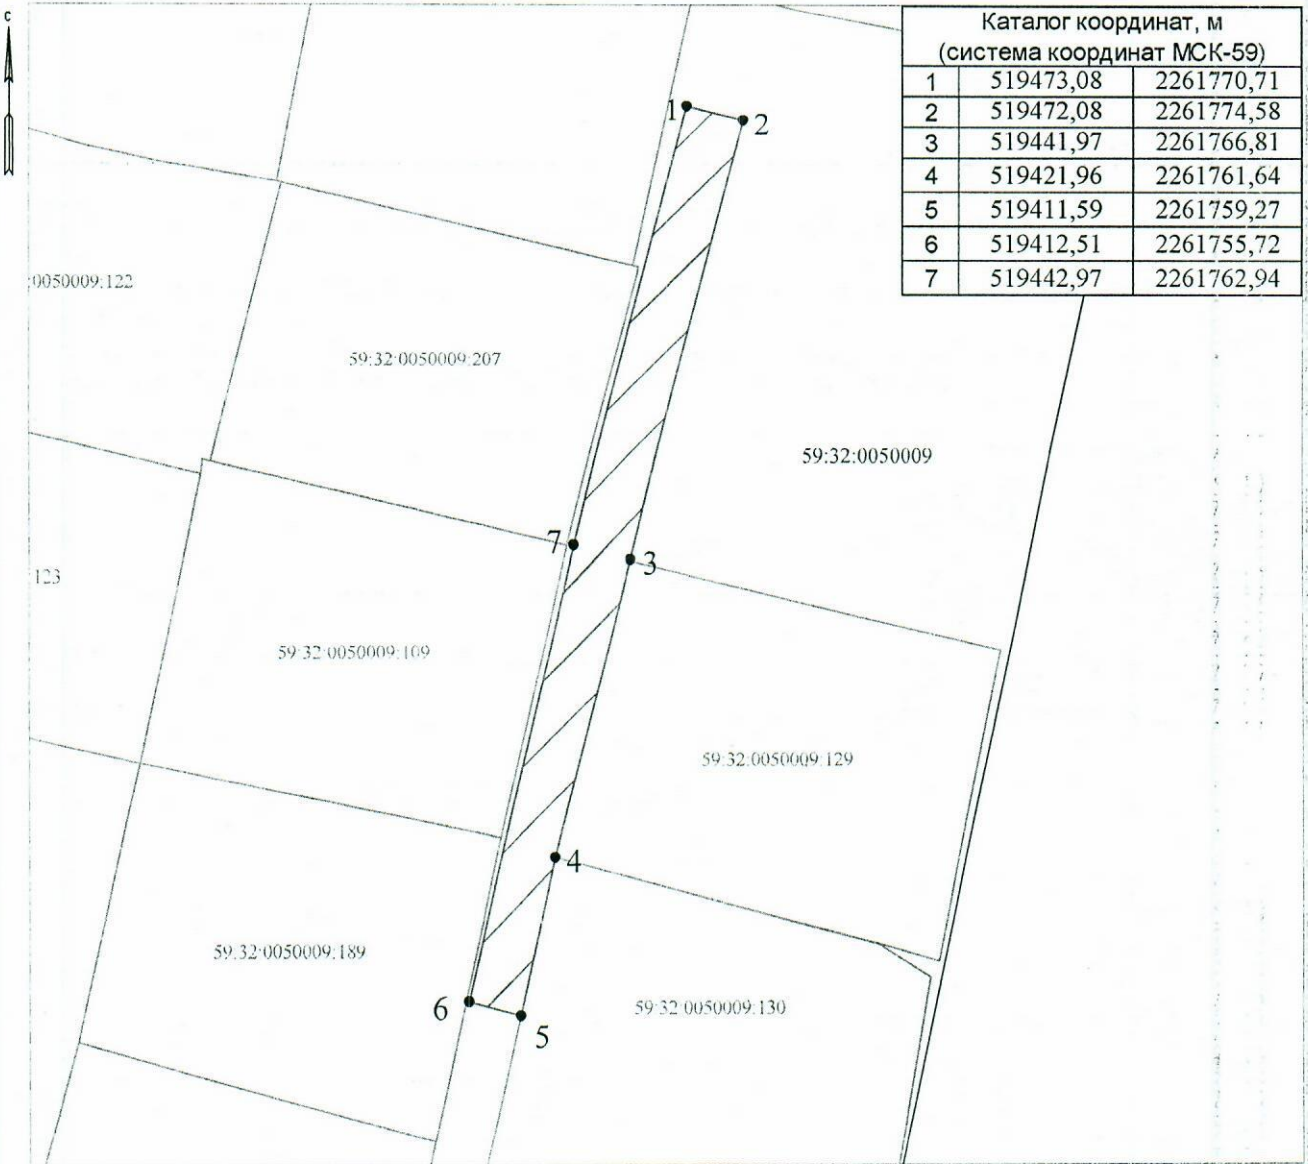 с
Каталог координат, м
(система координат МСК-59)
1 519473,08 2261770,71
2 519472,08 2261774,58
3 519441,97 2261766,81
4 519421,96 2261761,64
5 519411,59 2261759,27
6 519412,51 2261755,72
7 519442,97 2261762,94
1
2
:0050009:122
59:32:0050009:207
59:32:0050009
7
3
123
59:32:0050009:109
59:32:0050009:129
4
59:32:0050009:189
6
59:32:0050009:130
5